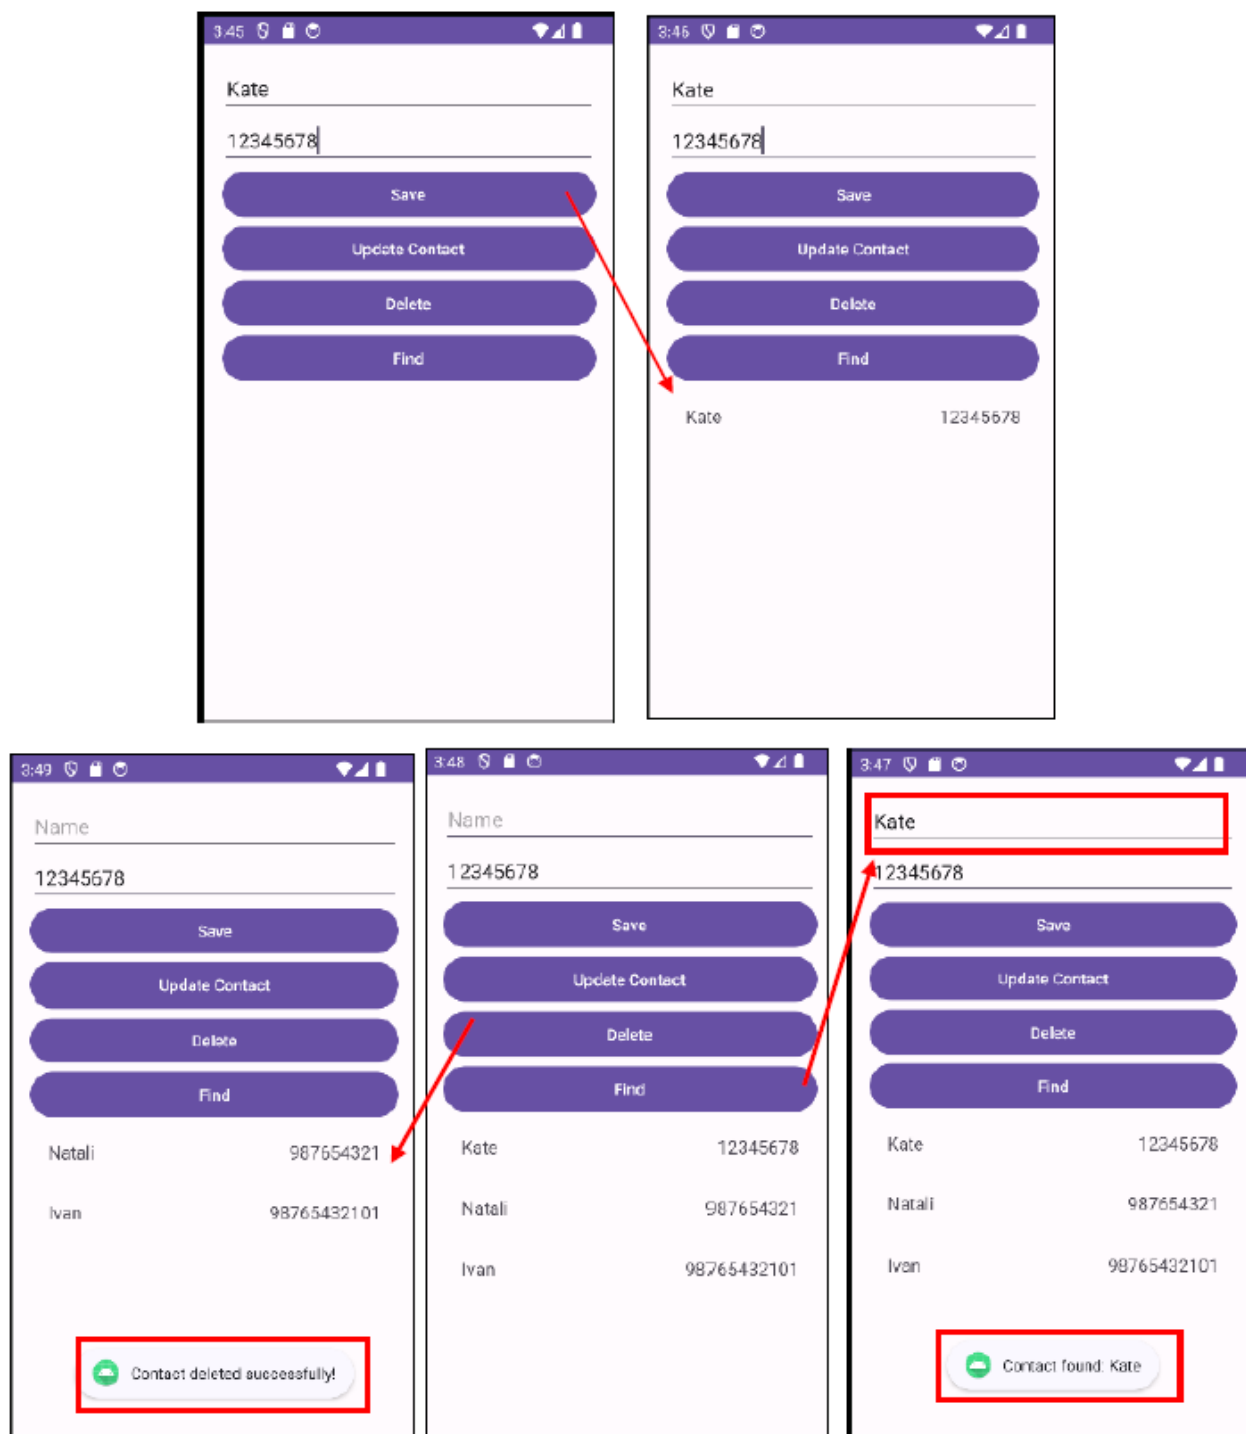 3:45
Kate
12345678
Save
Update Contact
Delete
Find
3:46
Kate
12345678
Save
Update Contact
Delete
Find
Kate 12345678
3:49
Name
12345678
Save
Update Contact
Delete
Find
Natali 987654321
Ivan 98765432101
Contact deleted successfully!
3:48
Name
12345678
Save
Update Contact
Delete
Find
Kate 12345678
Natali 987654321
Ivan 98765432101
3:47
Kate
12345678
Save
Update Contact
Delete
Find
Kate 12345678
Natali 987654321
Ivan 98765432101
Contact found: Kate